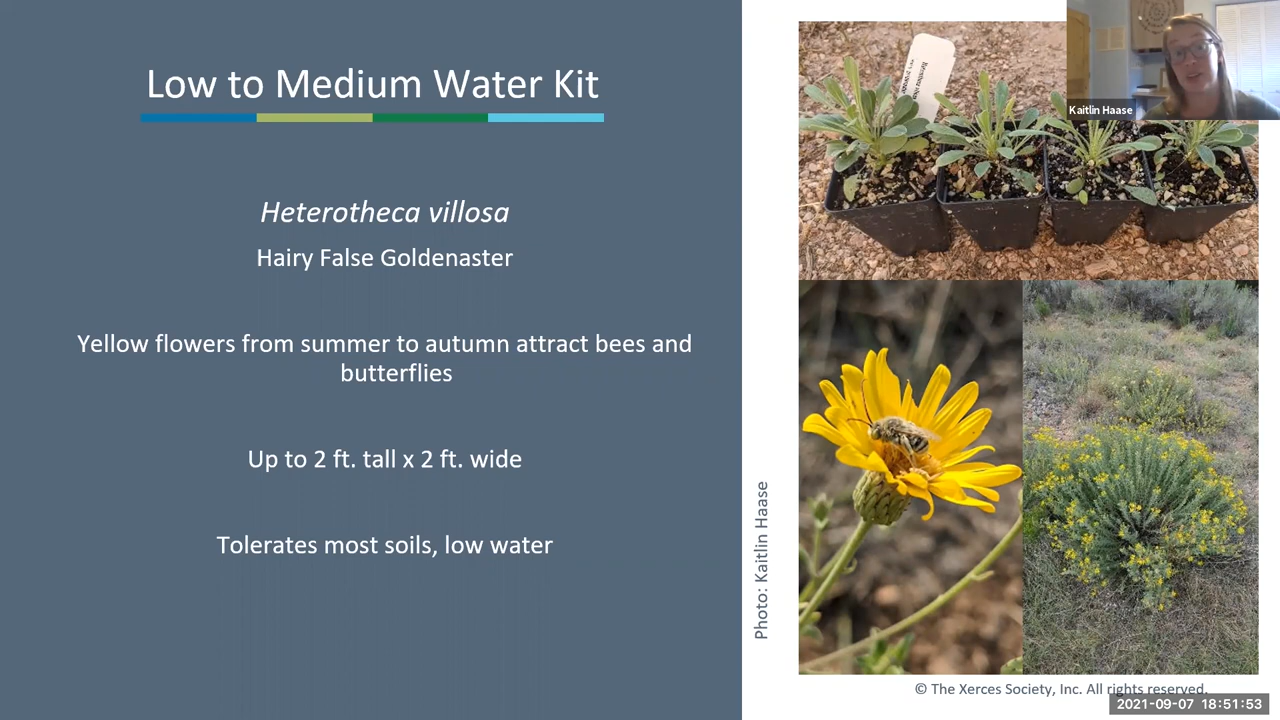 Low to Medium Water Kit
Heterotheca villosa
Hairy False Goldenaster
Yellow flowers from summer to autumn attract bees and
butterflies
Up to 2 ft. tall x 2 ft. wide
Tolerates most soils, low water
Photo: Kaitlin Haase
Kaitlin Haase
© The Xerces Society, Inc. All rights reserved.
2021-09-07 18:51:53